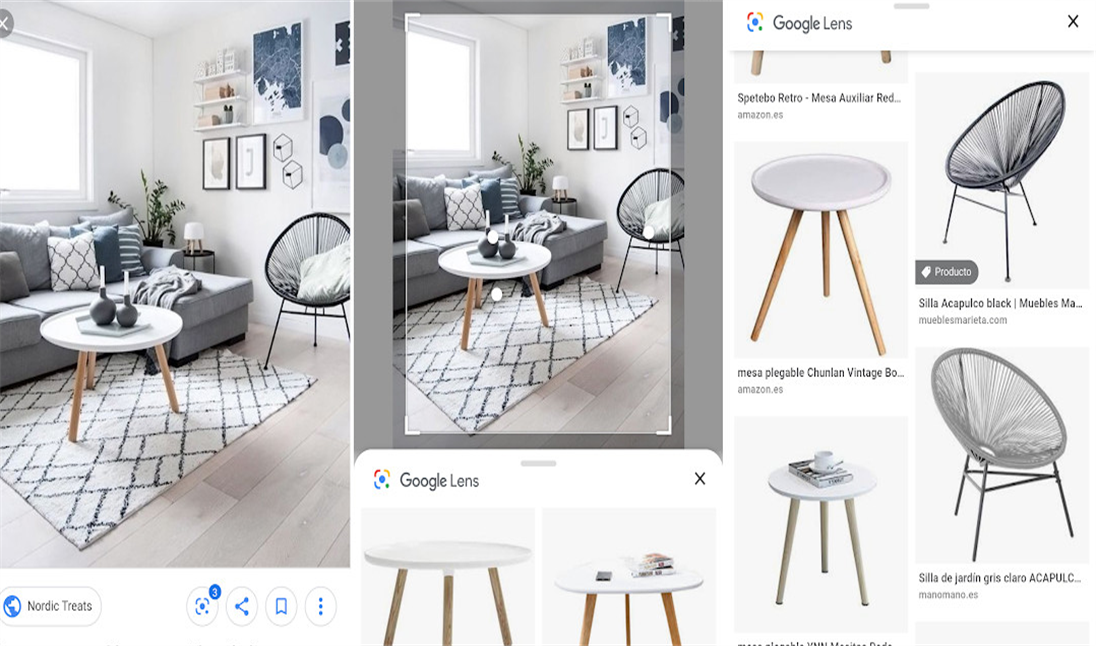 3
Nordic Treats
Google Lens
Google Lens
Spetebo Retro - Mesa Auxiliar Red...
amazon.es
mesa plegable Chunlan Vintage Bo...
amazon.es
Producto
Silla Acapulco black | Muebles Ma...
mueblesmarieta.com
Silla de jardín gris claro ACAPULC...
manomano.es